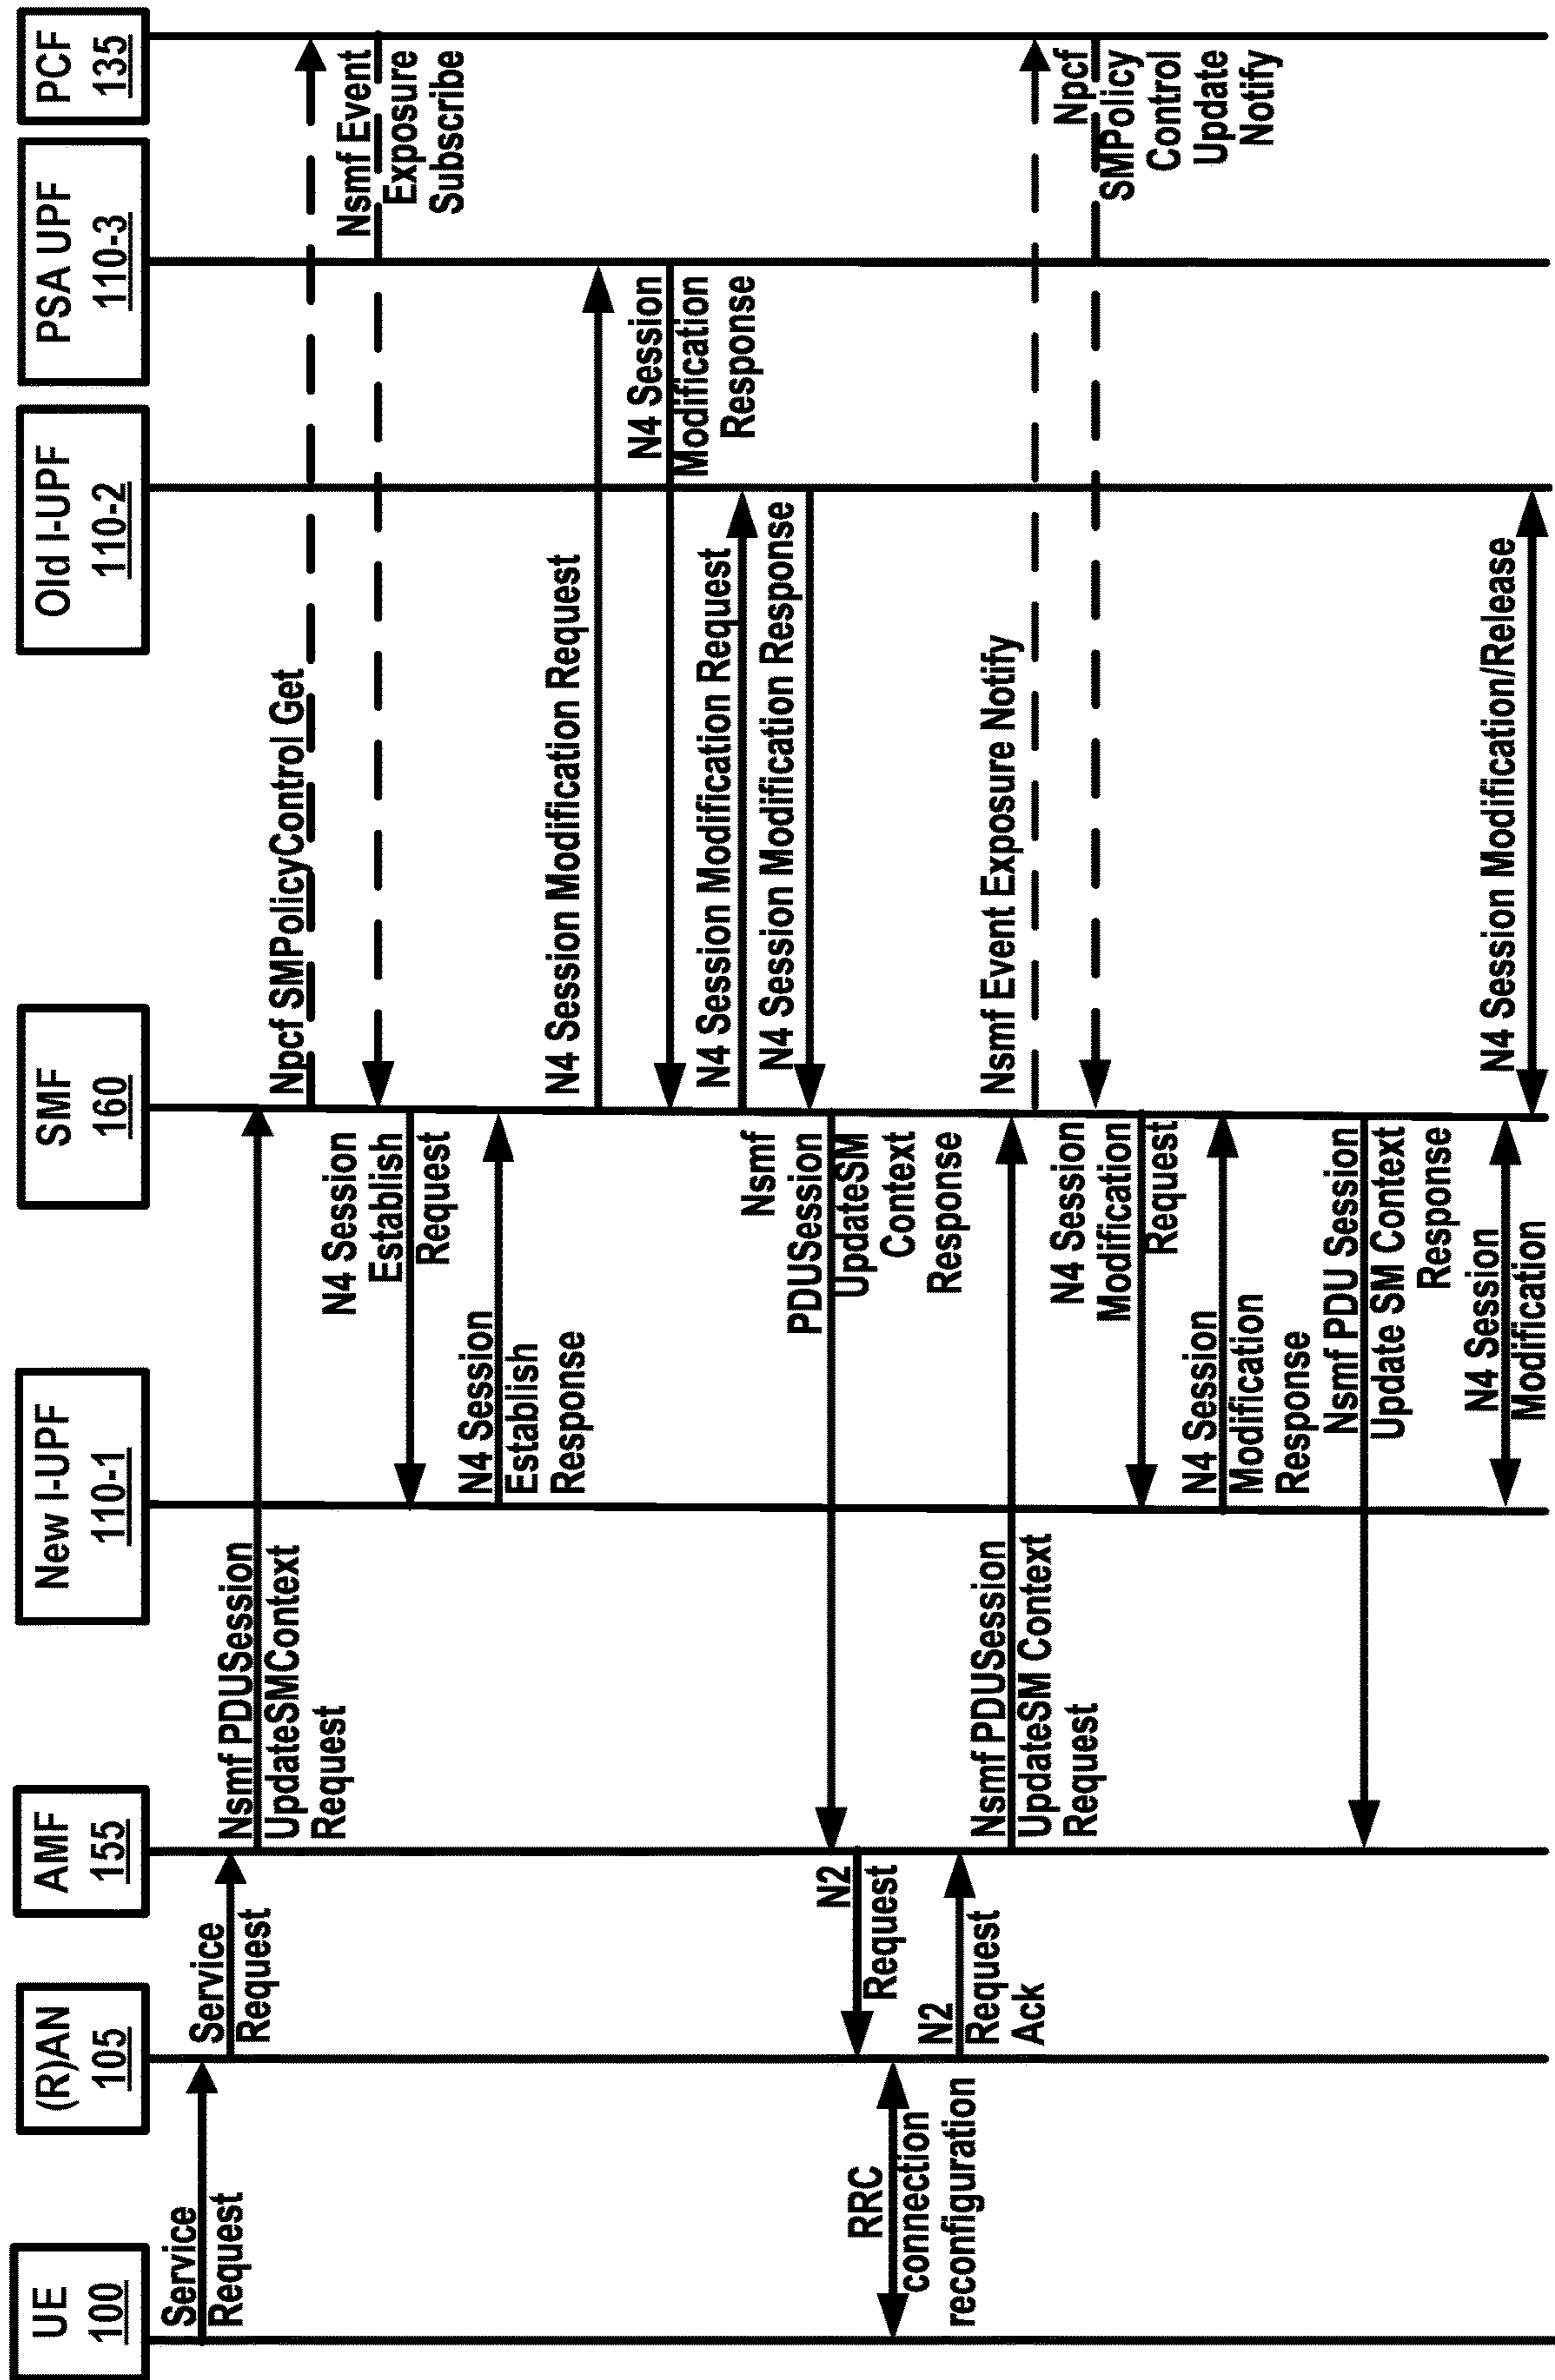 UE
100
(R)AN
105
AMF
155
New I-UPF
110-1
SMF
160
Old I-UPF
110-2
PSA UPF
110-3
PCF
135
Service
Request
Service
Request
Nsmf PDUSession
UpdateSMContext
Request
Npcf SMPolicyControl Get
Nsmf Event
Exposure
Subscribe
N4 Session
Establish
Request
N4 Session
Establish
Response
N4 Session Modification Request
N4 Session
Modification
Response
N4 Session Modification Request
N4 Session Modification Response
Nsmf
PDUSession
UpdateSM
Context
Response
N2
Request
RRC
connection
reconfiguration
N2
Request
Ack
Nsmf PDUSession
UpdateSM Context
Request
Nsmf Event Exposure Notify
Npcf
SMPolicy
Control
Update
Notify
N4 Session
Modification
Request
N4 Session
Modification
Response
Nsmf PDU Session
Update SM Context
Response
N4 Session
Modification
N4 Session Modification/Release